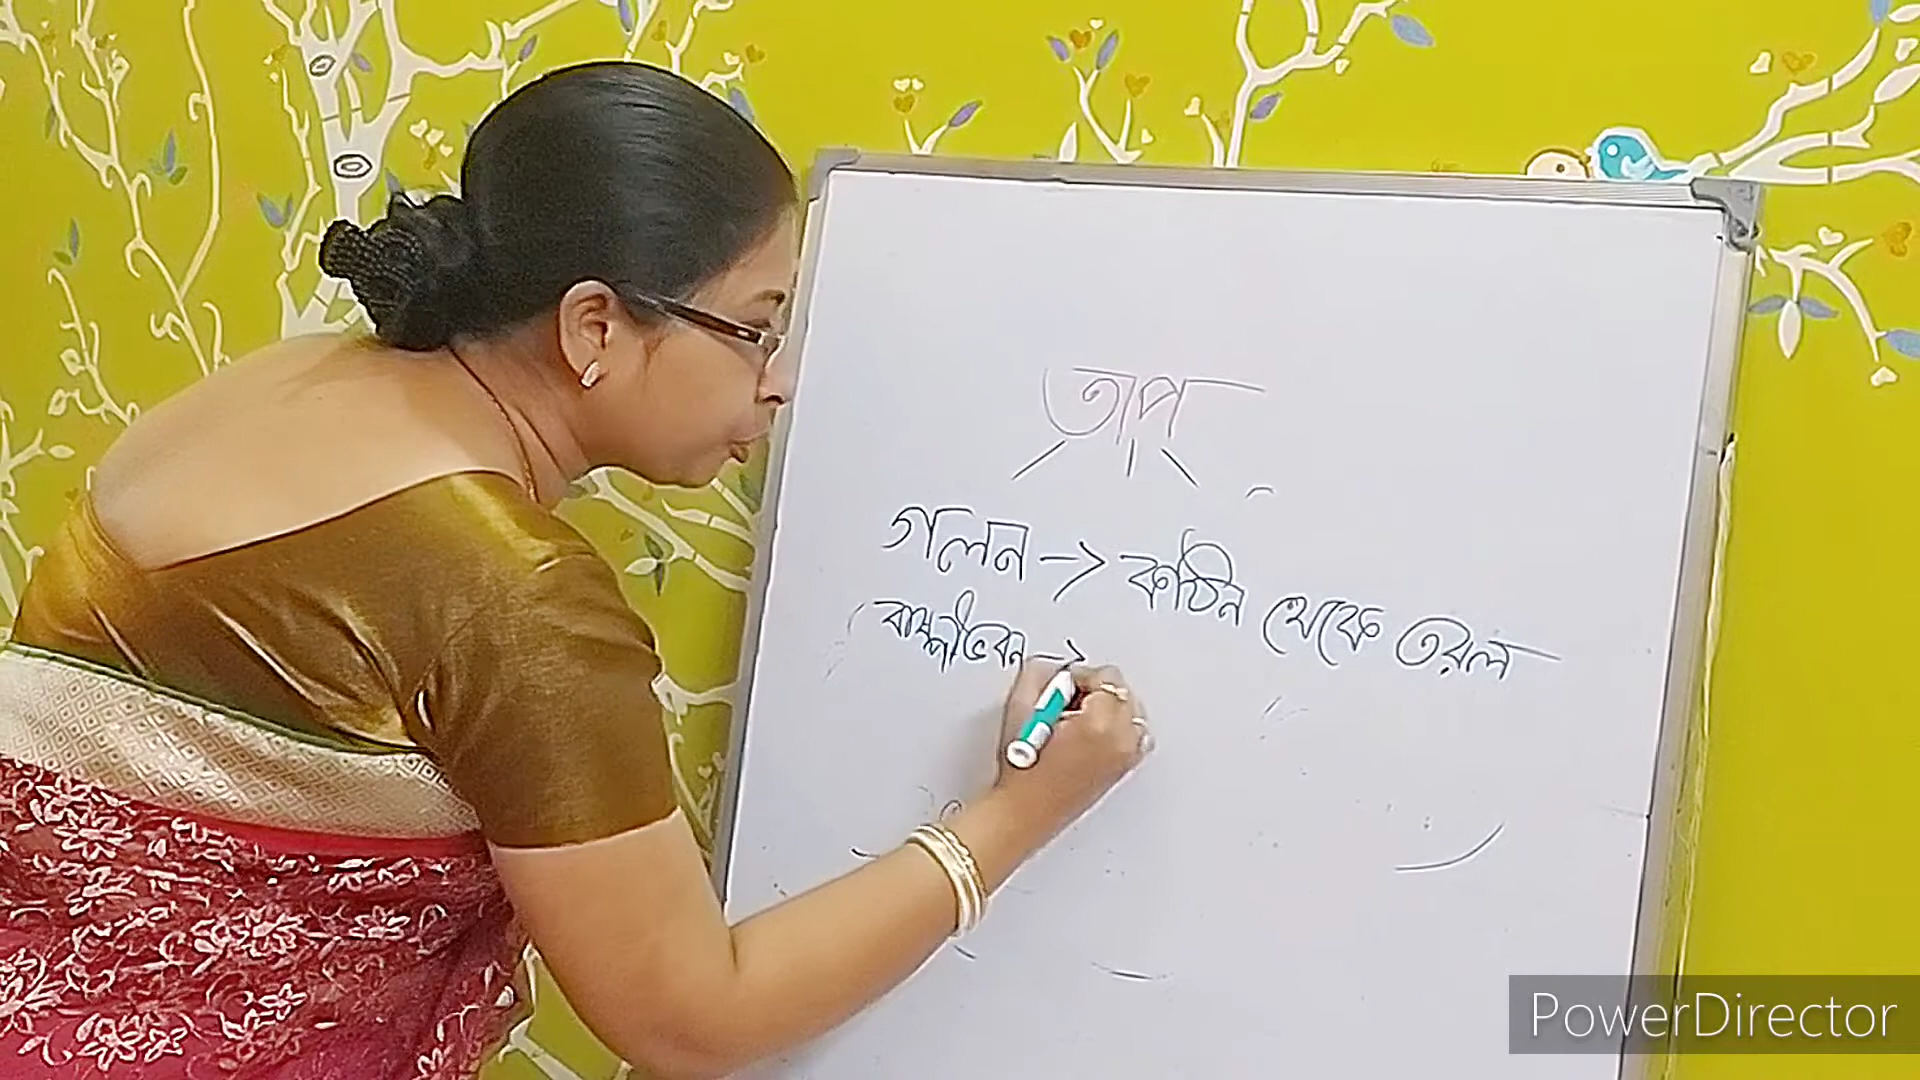 তাপ
গলন → কঠিন থেকে তরল
বাষ্পীভবন →
PowerDirector